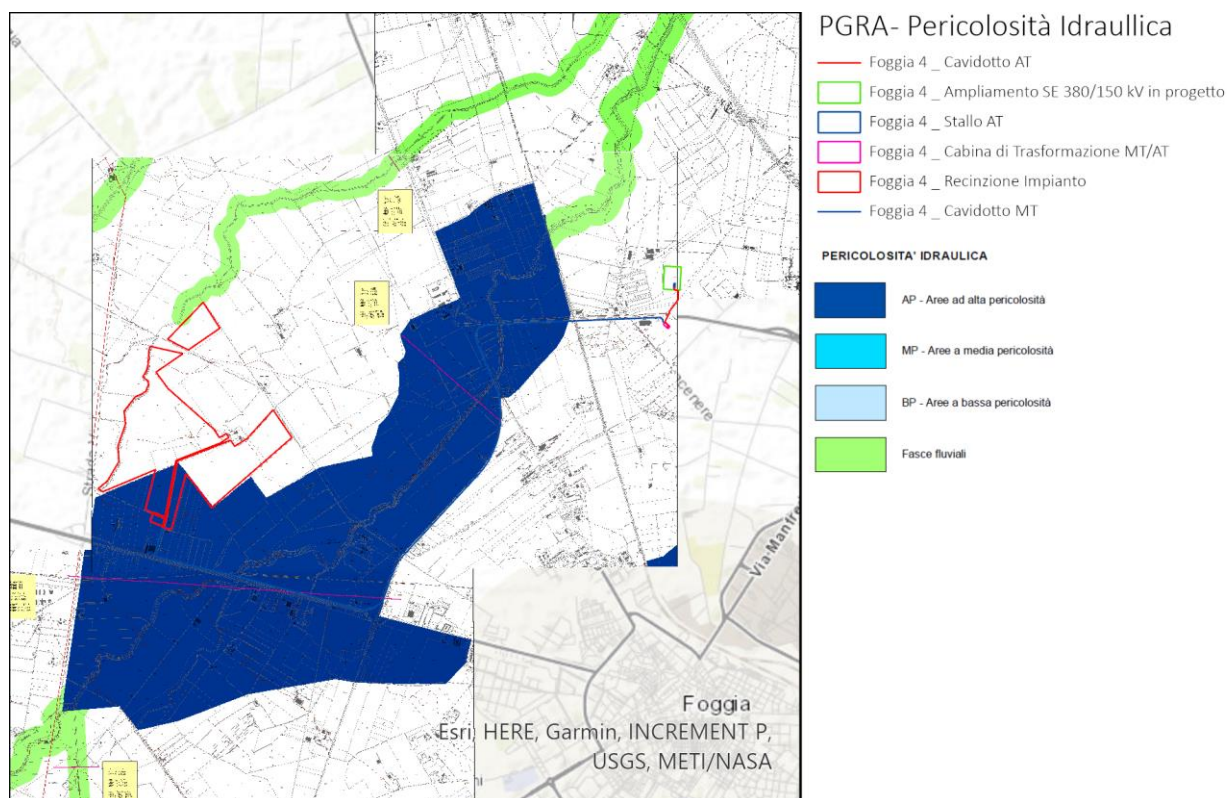 PGRA- Pericolosità Idraullica
Foggia 4 _ Cavidotto AT
Foggia 4 _ Ampliamento SE 380/150 kV in progetto
Foggia 4 _ Stallo AT
Foggia 4 _ Cabina di Trasformazione MT/AT
Foggia 4 _ Recinzione Impianto
Foggia 4 _ Cavidotto MT
PERICOLOSITA' IDRAULICA
AP - Aree ad alta pericolosità
MP - Aree a media pericolosità
BP - Aree a bassa pericolosità
Fasce fluviali
Via Manfre
Foggia
Esri, HERE, Garmin, INCREMENT P,
USGS, METI/NASA